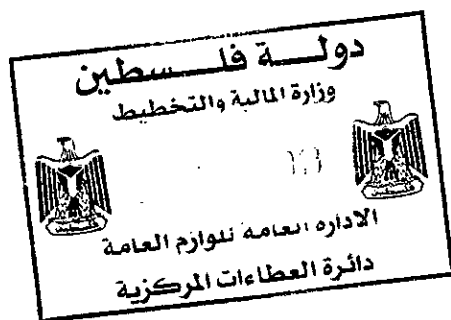 دولة فلسطين
وزارة المالية والتخطيط
الاداره العامة للوازم العامة
دائرة العطاءات المركزية